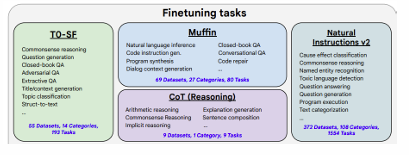 Finetuning tasks
T0-SF
Commonsense reasoning
Question generation
Closed-book QA
Adversarial QA
Extractive QA
Title/context generation
Topic classification
Struct-to-text
...
55 Datasets, 14 Categories,
193 Tasks
Muffin
Natural language inference
Code instruction gen.
Program synthesis
Dialog context generation
Closed-book QA
Conversational QA
Code repair
...
69 Datasets, 27 Categories, 80 Tasks
CoT (Reasoning)
Arithmetic reasoning
Commonsense Reasoning
Implicit reasoning
Explanation generation
Sentence composition
...
9 Datasets, 1 Category, 9 Tasks
Natural
Instructions v2
Cause effect classification
Commonsense reasoning
Named entity recognition
Toxic language detection
Question answering
Question generation
Program execution
Text categorization
...
372 Datasets, 108 Categories,
1554 Tasks